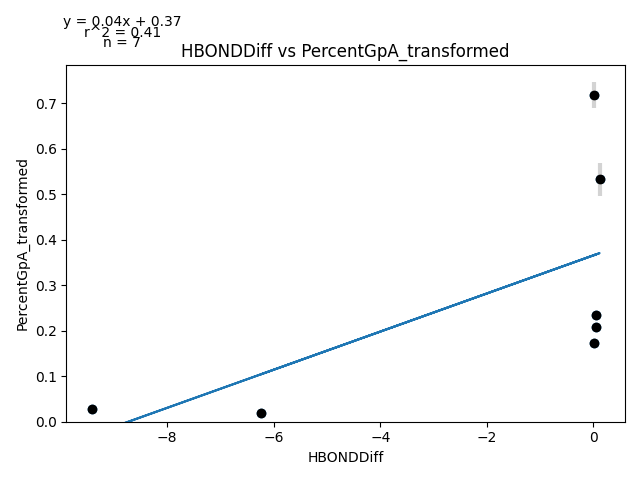 y = 0.04x + 0.37
r^2 = 0.41
n = 7
HBONDDiff vs PercentGpA_transformed
PercentGpA_transformed
0.7
0.6
0.5
0.4
0.3
0.2
0.1
0.0
−8
−6
−4
−2
0
HBONDDiff